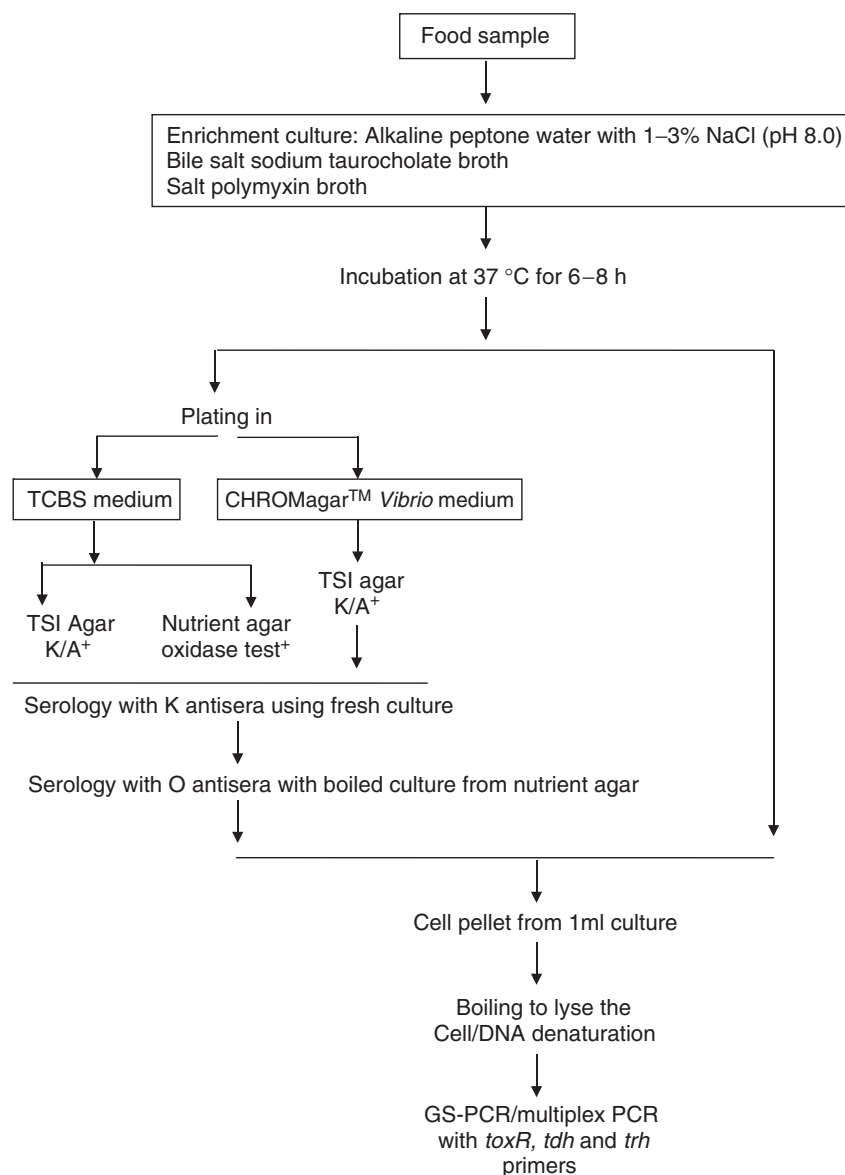 Food sample
Enrichment culture: Alkaline peptone water with 1–3% NaCl (pH 8.0)
Bile salt sodium taurocholate broth
Salt polymyxin broth
Incubation at 37 °C for 6–8 h
Plating in
TCBS medium
CHROMagar™ Vibrio medium
TSI Agar
K/A⁺
Nutrient agar
oxidase test⁺
TSI agar
K/A⁺
Serology with K antisera using fresh culture
Serology with O antisera with boiled culture from nutrient agar
Cell pellet from 1ml culture
Boiling to lyse the
Cell/DNA denaturation
GS-PCR/multiplex PCR
with toxR, tdh and trh
primers